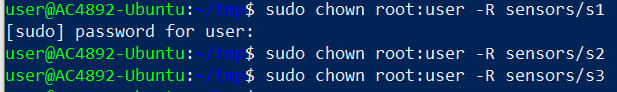 user@AC4892-Ubuntu:~/tmp$ sudo chown root:user -R sensors/s1
[sudo] password for user:
user@AC4892-Ubuntu:~/tmp$ sudo chown root:user -R sensors/s2
user@AC4892-Ubuntu:~/tmp$ sudo chown root:user -R sensors/s3